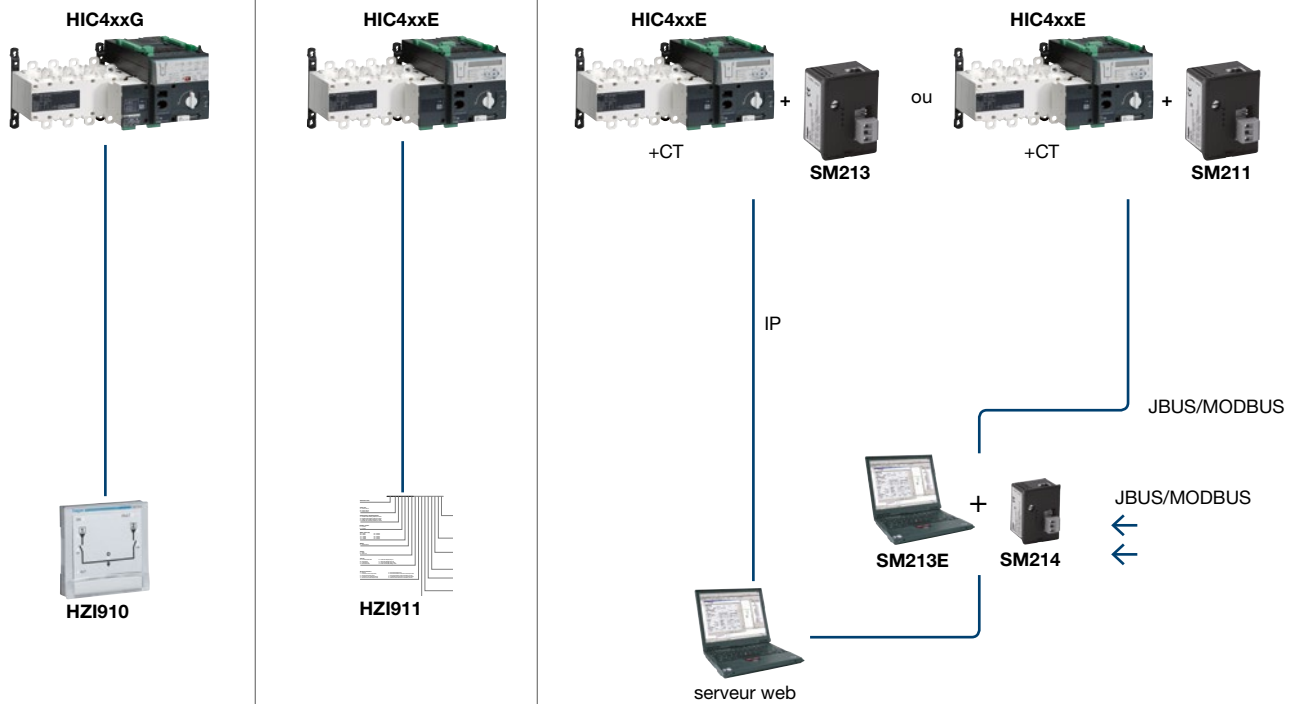 HIC4xxG
HIC4xxE
HIC4xxE
HIC4xxE
+
ou
+
+CT
+CT
SM213
SM211
IP
JBUS/MODBUS
JBUS/MODBUS
+
SM213E
SM214
HZI910
HZI911
serveur web